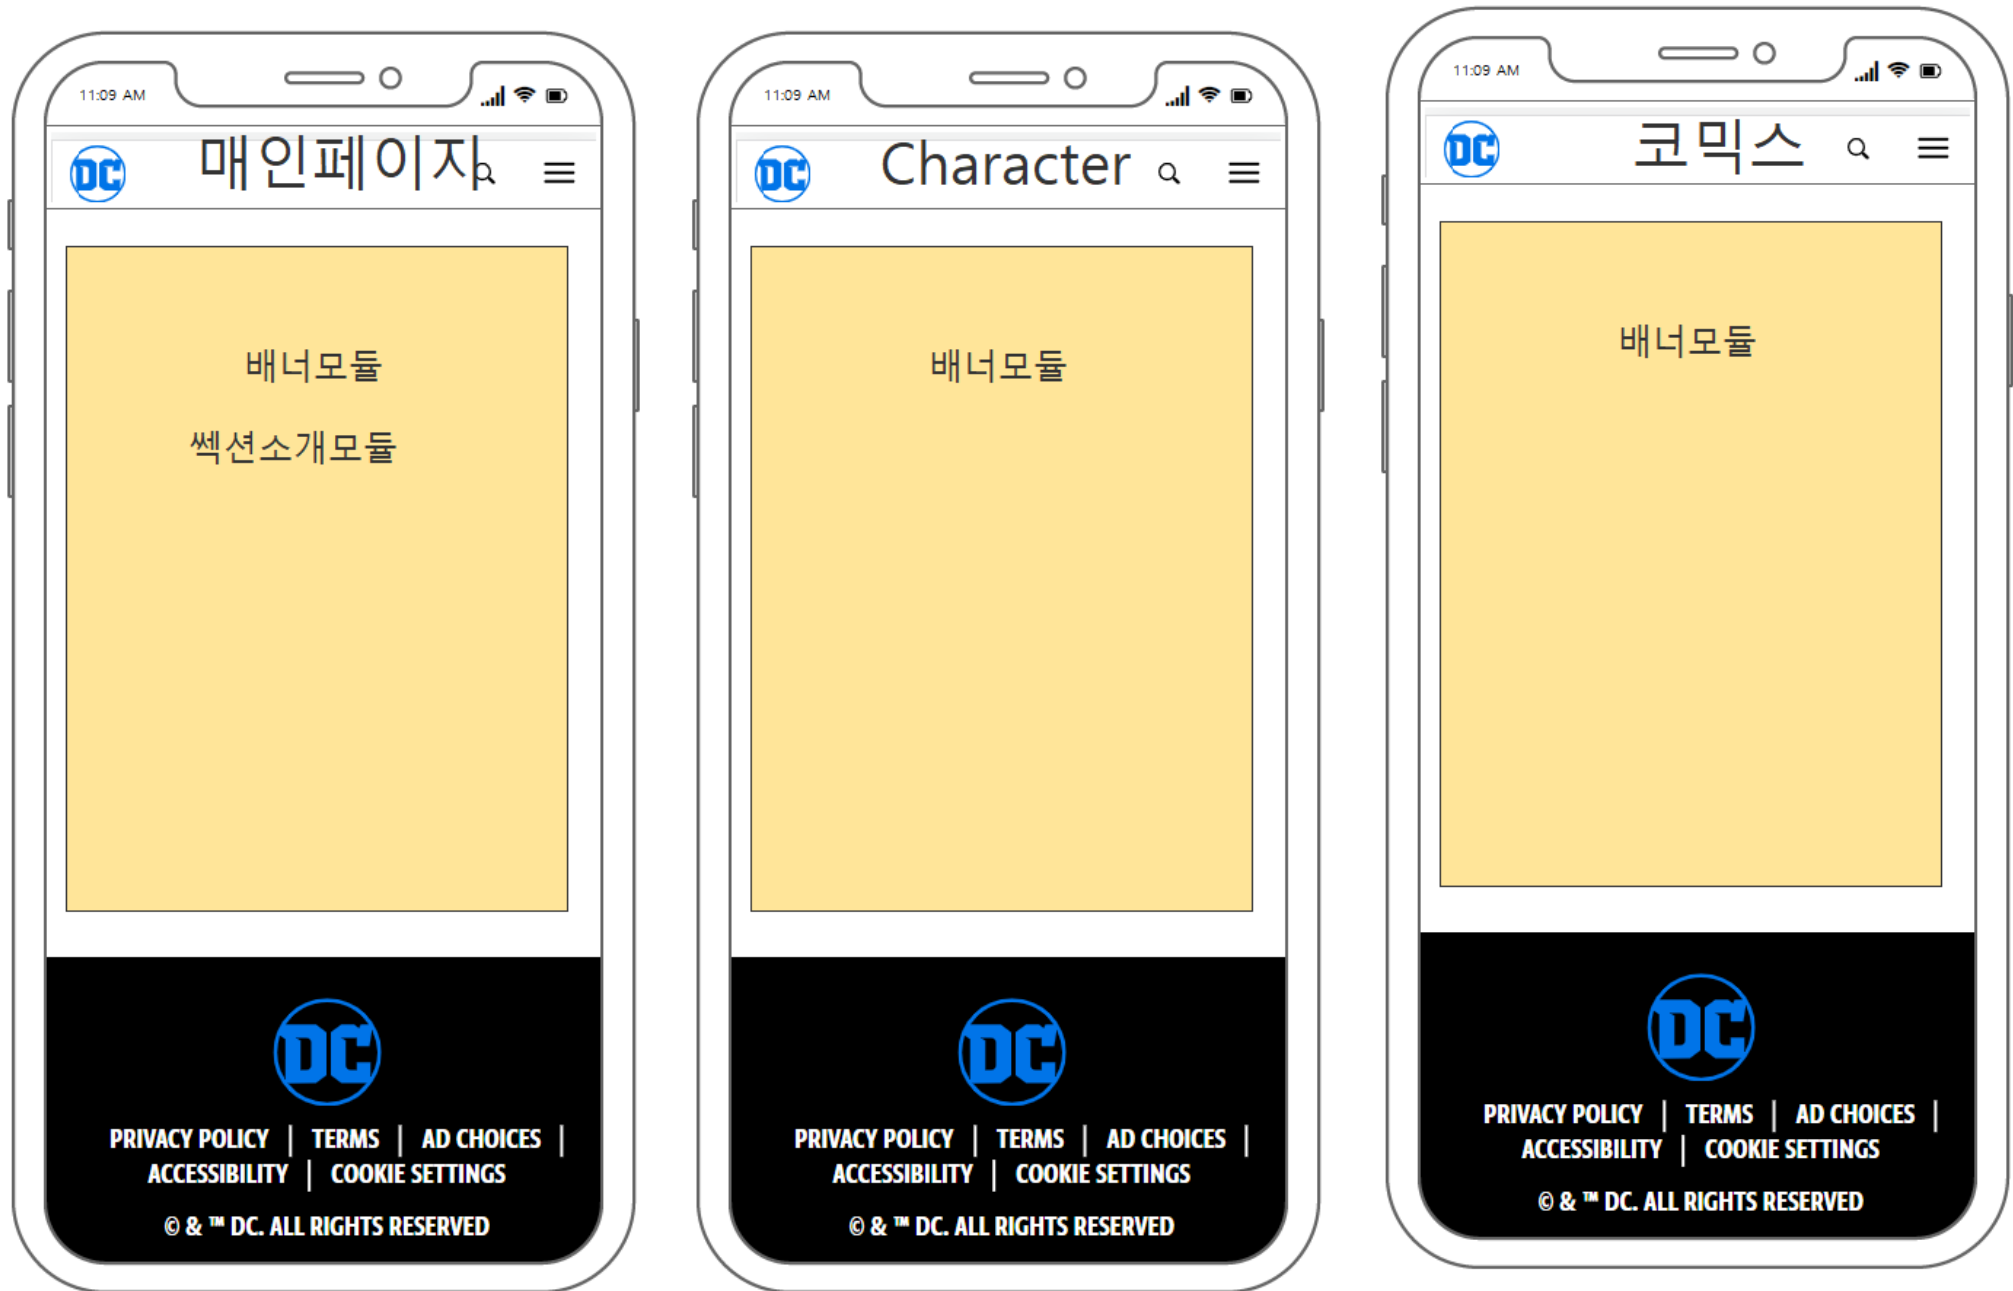 11:09 AM
DC
매인페이지
배너모듈
쎅션소개모듈
DC
PRIVACY POLICY | TERMS | AD CHOICES |
ACCESSIBILITY | COOKIE SETTINGS
© & ™ DC. ALL RIGHTS RESERVED
11:09 AM
DC
Character
배너모듈
DC
PRIVACY POLICY | TERMS | AD CHOICES |
ACCESSIBILITY | COOKIE SETTINGS
© & ™ DC. ALL RIGHTS RESERVED
11:09 AM
DC
코믹스
배너모듈
DC
PRIVACY POLICY | TERMS | AD CHOICES |
ACCESSIBILITY | COOKIE SETTINGS
© & ™ DC. ALL RIGHTS RESERVED